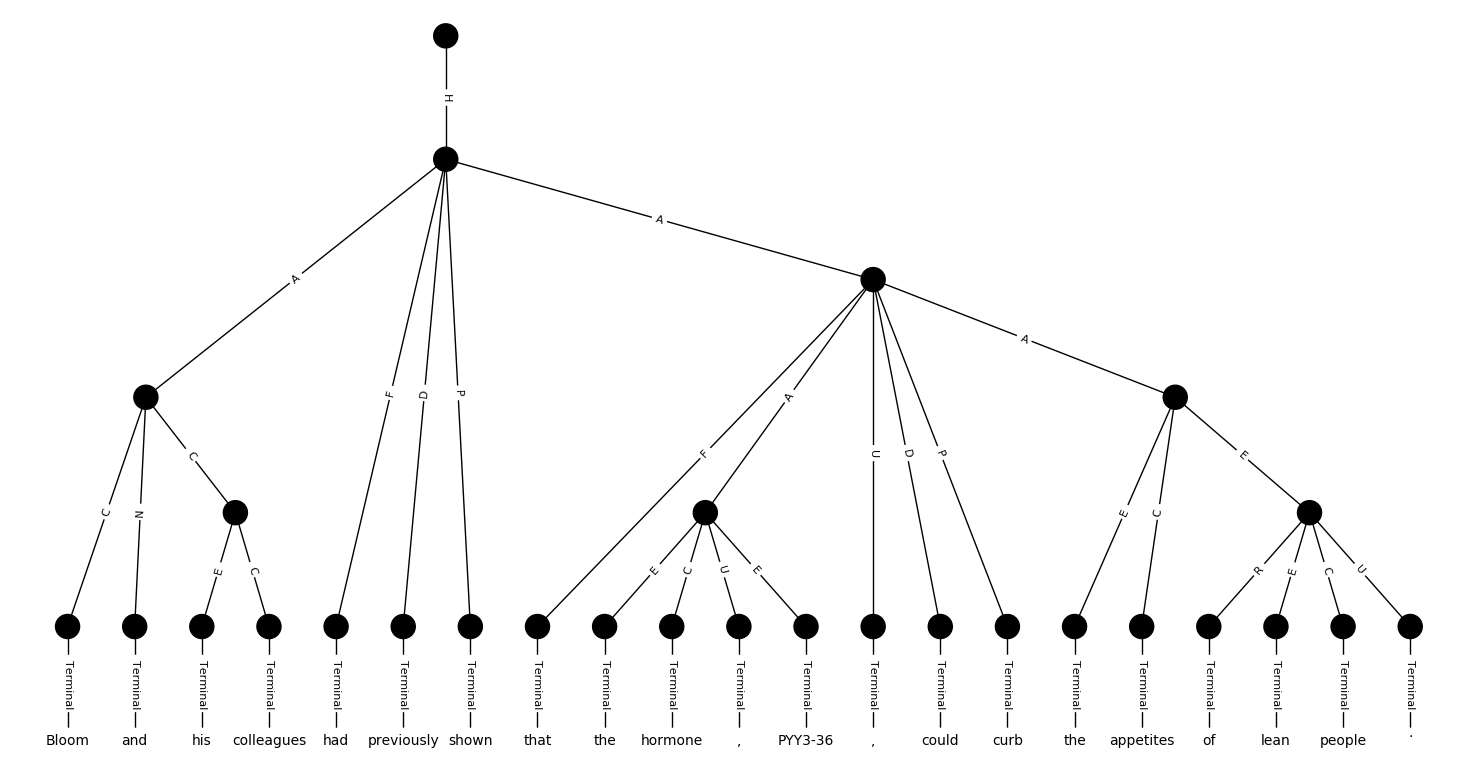 H
A
A
F
D
P
A
C
N
C
F
A
U
D
P
E
E
C
E
C
E
C
U
E
R
E
C
U
Terminal Terminal Terminal Terminal Terminal Terminal Terminal Terminal Terminal Terminal Terminal Terminal Terminal Terminal Terminal Terminal Terminal Terminal Terminal Terminal Terminal
Bloom and his colleagues had previously shown that the hormone , PYY3-36 , could curb the appetites of lean people .